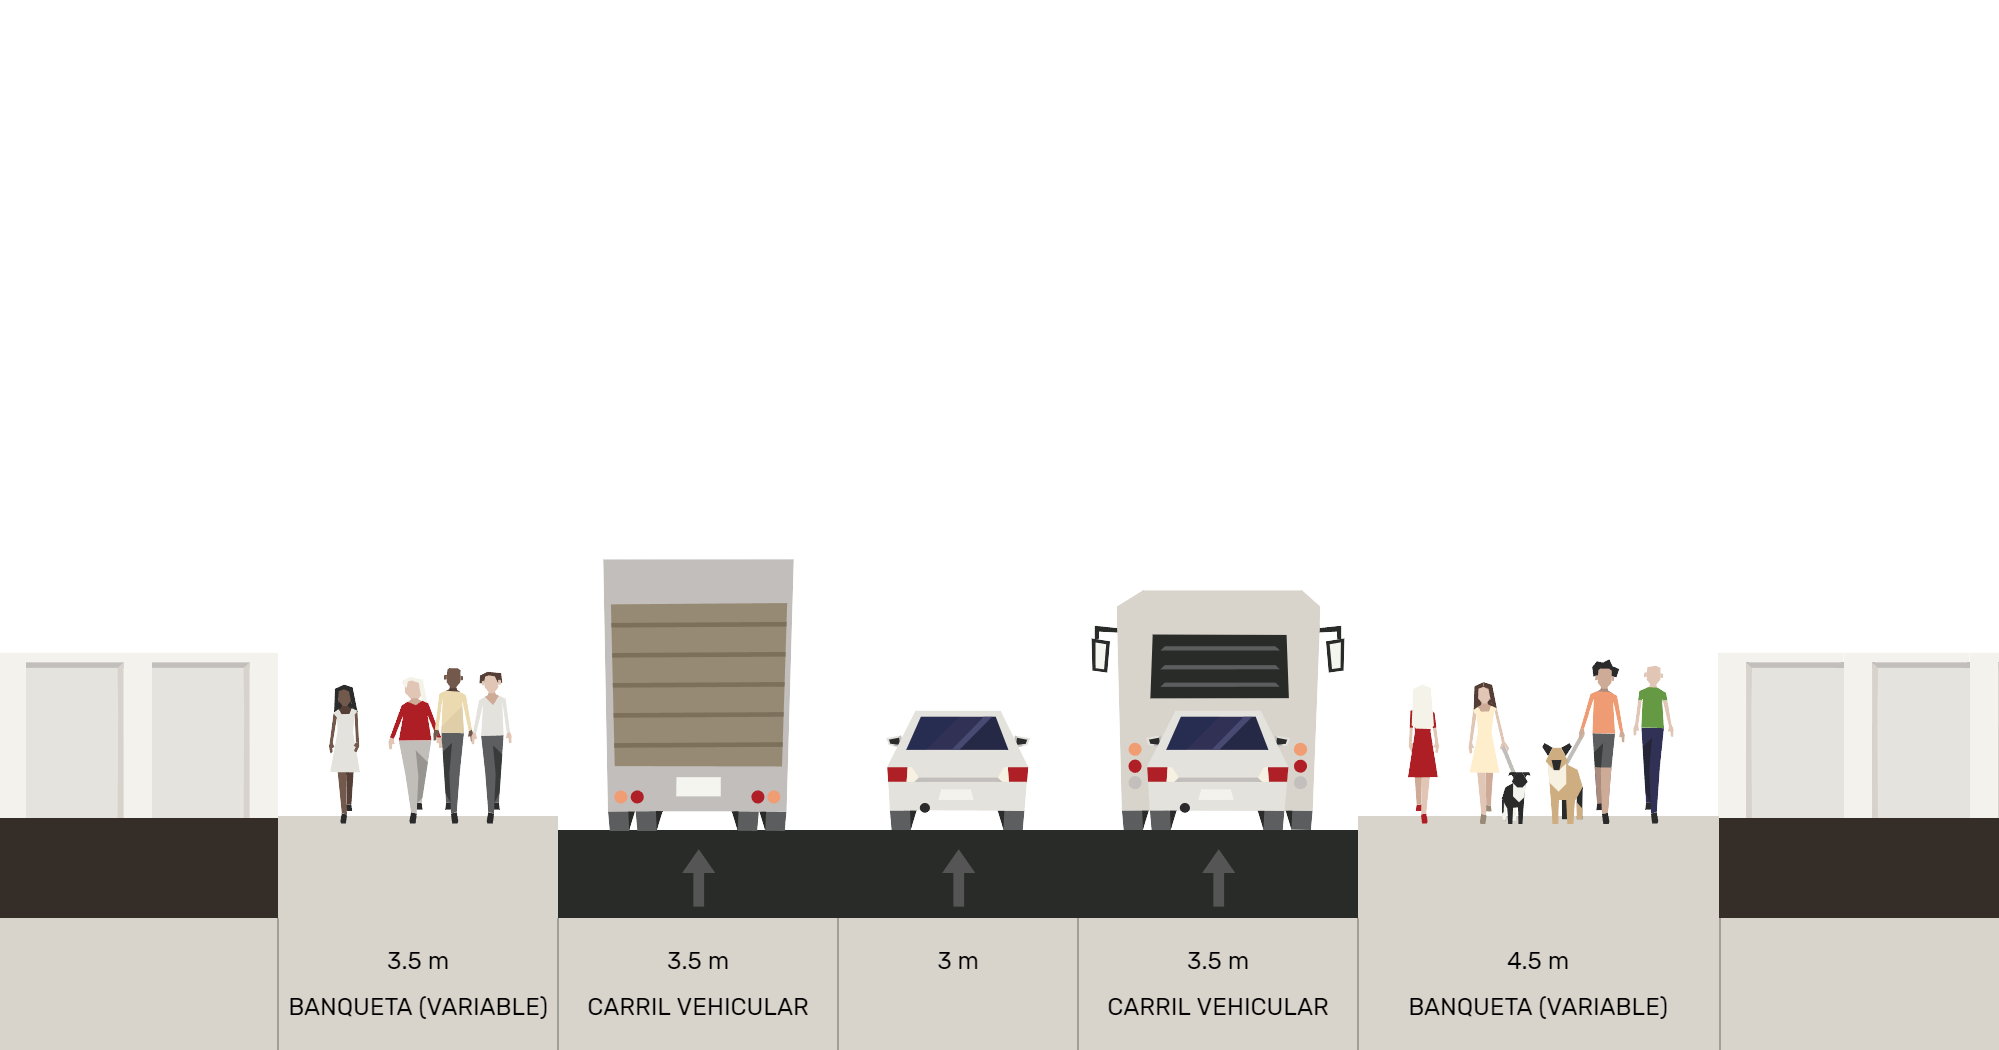 3.5 m
BANQUETA (VARIABLE)
3.5 m
CARRIL VEHICULAR
3 m
3.5 m
CARRIL VEHICULAR
4.5 m
BANQUETA (VARIABLE)